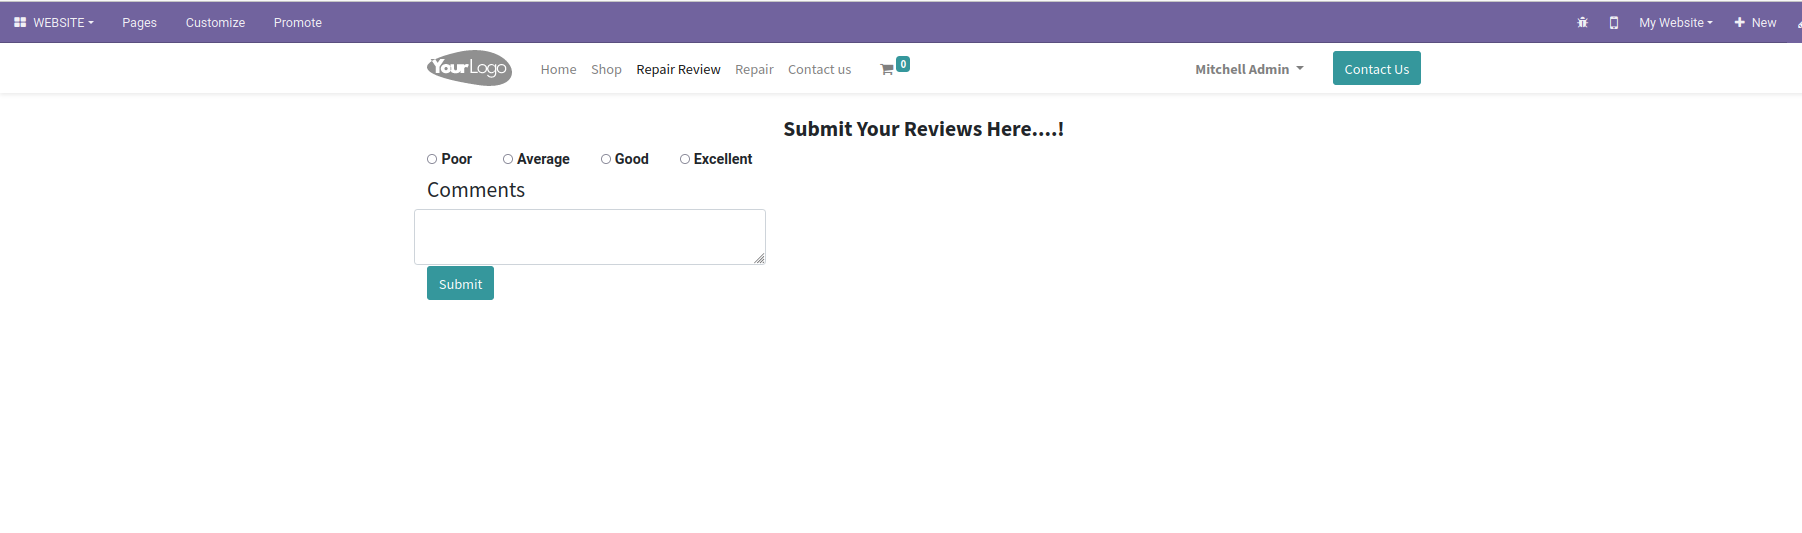 WEBSITE Pages Customize Promote My Website New
YourLogo Home Shop Repair Review Repair Contact us 0 Mitchell Admin Contact Us
Submit Your Reviews Here....!
Poor Average Good Excellent
Comments
Submit